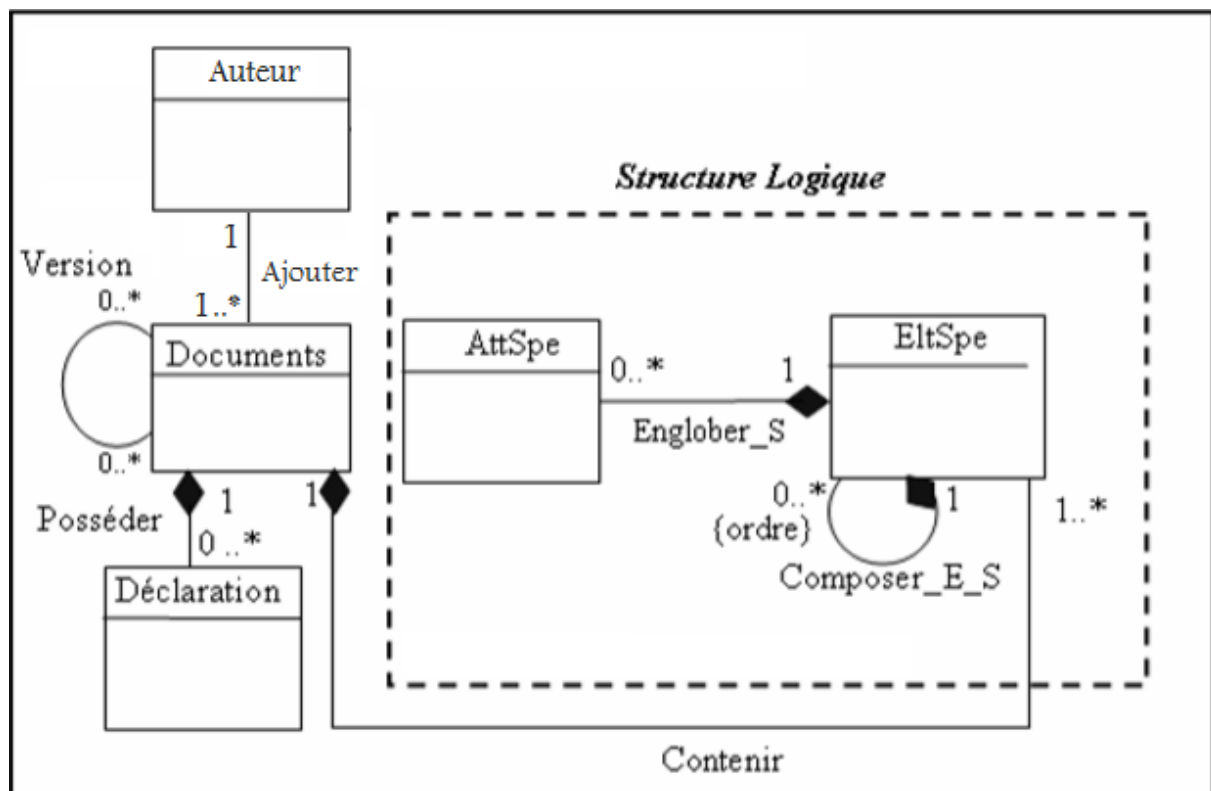 Auteur
Structure Logique
1
Version
Ajouter
0..*
1..*
Documents
AttSpe
EltSpe
0..*
1
Englober_S
0..*
Posséder
1
1
0..*
1
1..*
{ordre}
0 ..*
Composer_E_S
Déclaration
Contenir